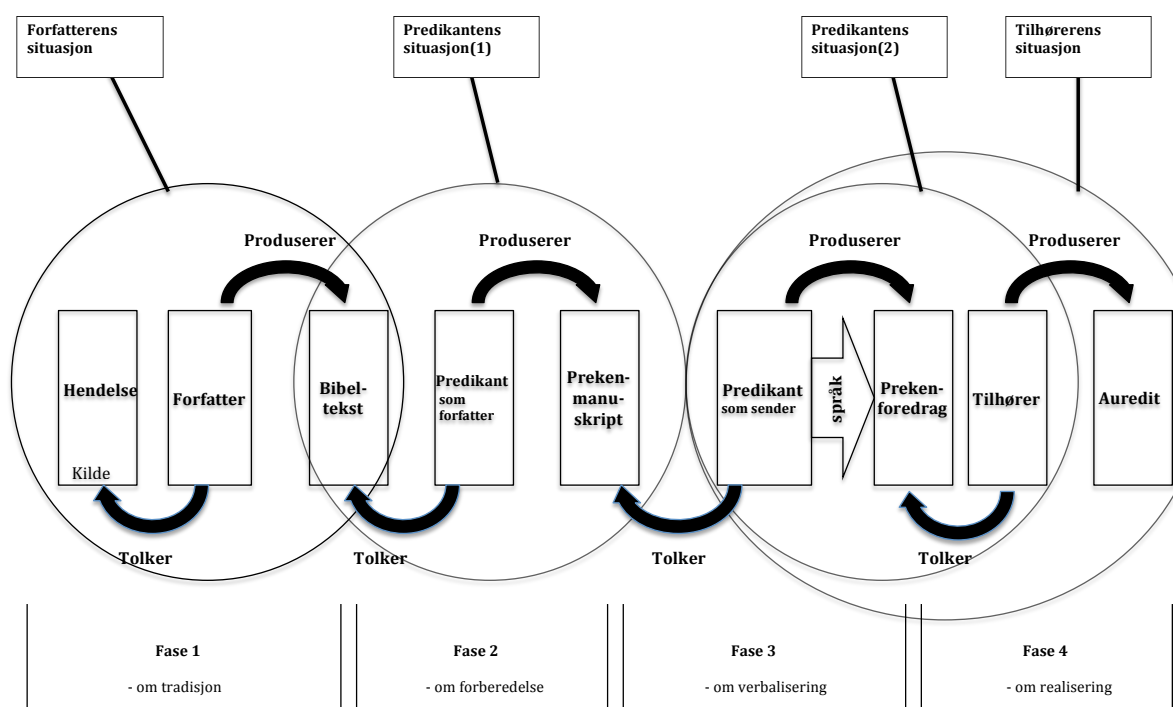 Forfatterens
situasjon
Predikantens
situasjon(1)
Predikantens
situasjon(2)
Tilhørerens
situasjon
Produserer
Produserer
Produserer
Produserer
Hendelse
Kilde
Forfatter
Bibel-
tekst
Predikant
som
forfatter
Preken-
manu-
skript
Predikant
som sender
språk
Preken-
foredrag
Tilhører
Auredit
Tolker
Tolker
Tolker
Tolker
Fase 1
- om tradisjon
Fase 2
- om forberedelse
Fase 3
- om verbalisering
Fase 4
- om realisering